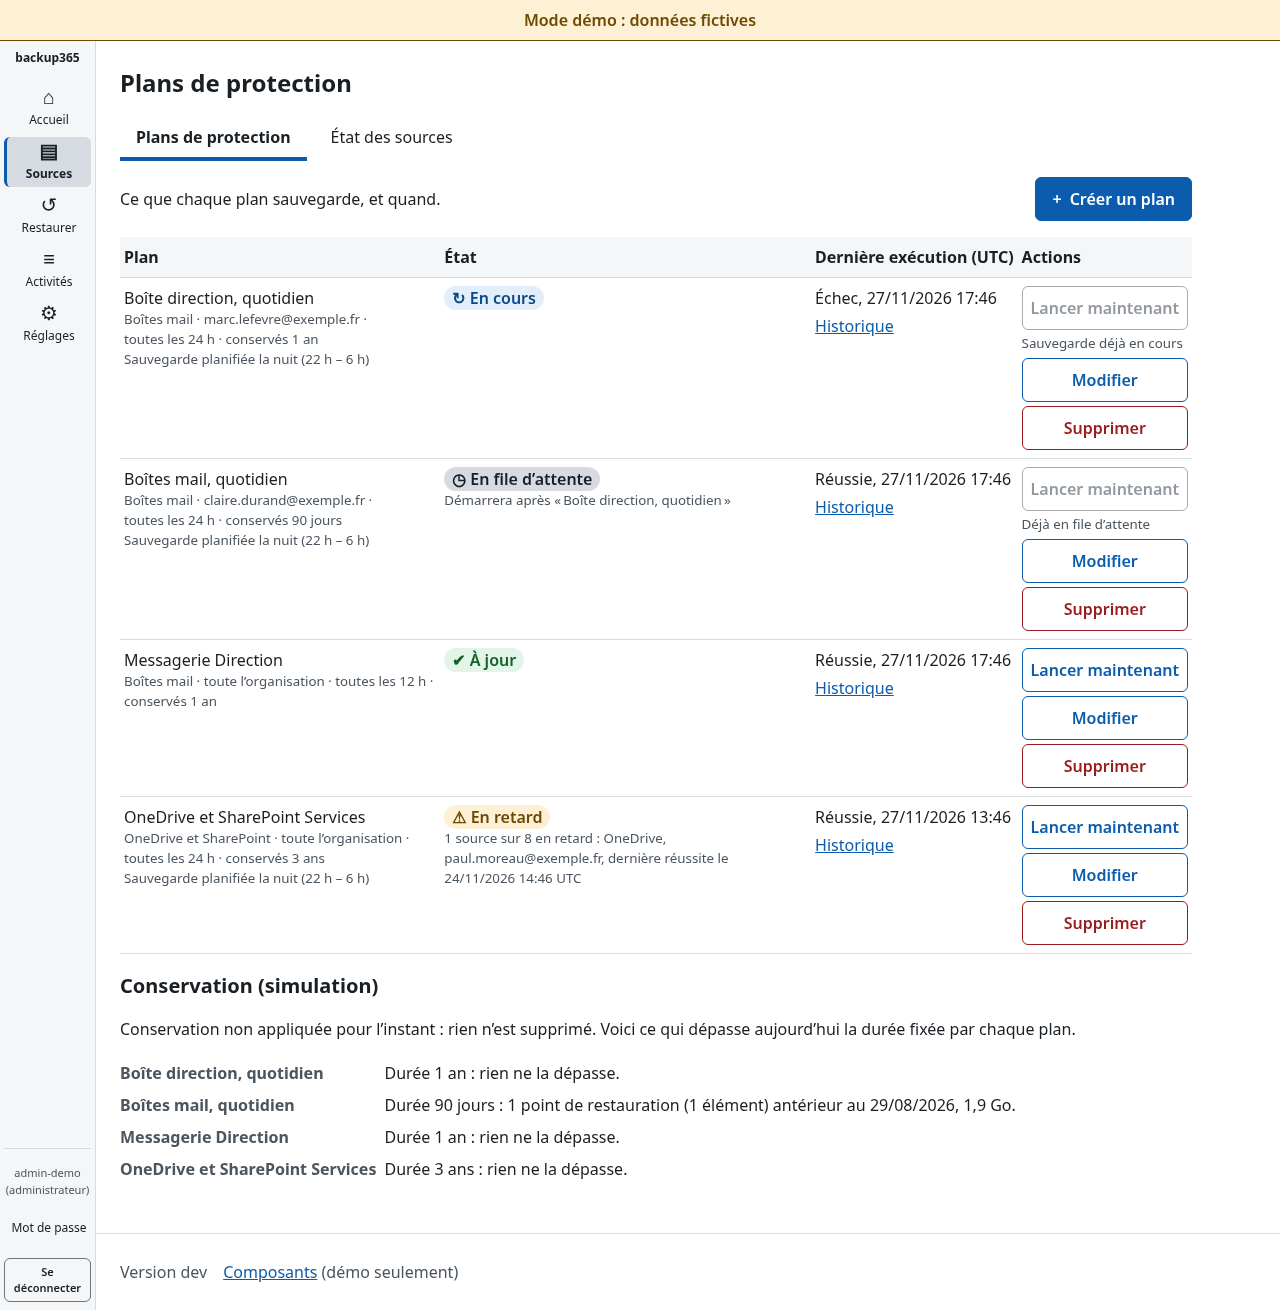 Mode démo : données fictives
backup365
Accueil
Sources
Restaurer
Activités
Réglages
admin-demo
(administrateur)
Mot de passe
Se
déconnecter
Plans de protection
Plans de protection
État des sources
Ce que chaque plan sauvegarde, et quand.
+ Créer un plan
Plan
État
Dernière exécution (UTC)
Actions
Boîte direction, quotidien
Boîtes mail · marc.lefevre@exemple.fr ·
toutes les 24 h · conservés 1 an
Sauvegarde planifiée la nuit (22 h – 6 h)
En cours
Échec, 27/11/2026 17:46
Historique
Lancer maintenant
Sauvegarde déjà en cours
Modifier
Supprimer
Boîtes mail, quotidien
Boîtes mail · claire.durand@exemple.fr ·
toutes les 24 h · conservés 90 jours
Sauvegarde planifiée la nuit (22 h – 6 h)
En file d’attente
Démarrera après « Boîte direction, quotidien »
Réussie, 27/11/2026 17:46
Historique
Lancer maintenant
Déjà en file d’attente
Modifier
Supprimer
Messagerie Direction
Boîtes mail · toute l’organisation · toutes les 12 h ·
conservés 1 an
✔ À jour
Réussie, 27/11/2026 17:46
Historique
Lancer maintenant
Modifier
Supprimer
OneDrive et SharePoint Services
OneDrive et SharePoint · toute l’organisation ·
toutes les 24 h · conservés 3 ans
Sauvegarde planifiée la nuit (22 h – 6 h)
⚠ En retard
1 source sur 8 en retard : OneDrive,
paul.moreau@exemple.fr, dernière réussite le
24/11/2026 14:46 UTC
Réussie, 27/11/2026 13:46
Historique
Lancer maintenant
Modifier
Supprimer
Conservation (simulation)
Conservation non appliquée pour l’instant : rien n’est supprimé. Voici ce qui dépasse aujourd’hui la durée fixée par chaque plan.
Boîte direction, quotidien Durée 1 an : rien ne la dépasse.
Boîtes mail, quotidien Durée 90 jours : 1 point de restauration (1 élément) antérieur au 29/08/2026, 1,9 Go.
Messagerie Direction Durée 1 an : rien ne la dépasse.
OneDrive et SharePoint Services Durée 3 ans : rien ne la dépasse.
Version dev Composants (démo seulement)